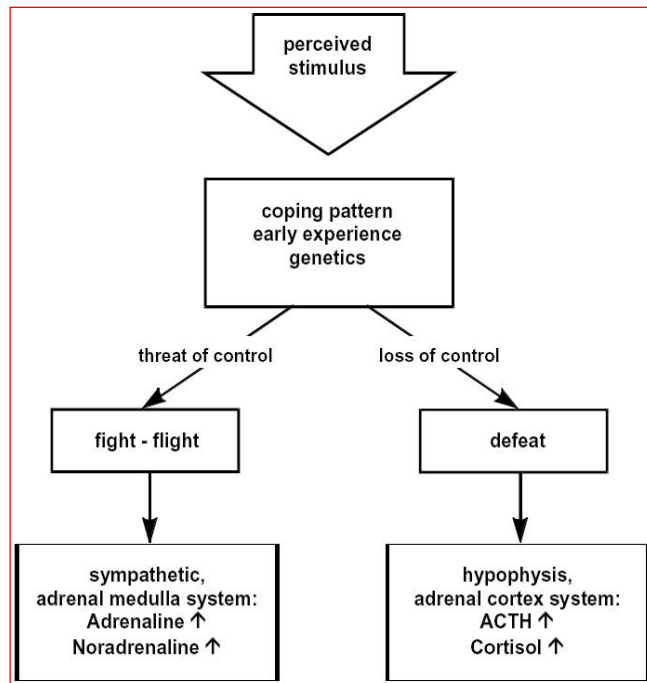 perceived
stimulus
coping pattern
early experience
genetics
threat of control
loss of control
fight - flight
defeat
sympathetic,
adrenal medulla system:
Adrenaline ↑
Noradrenaline ↑
hypophysis,
adrenal cortex system:
ACTH ↑
Cortisol ↑